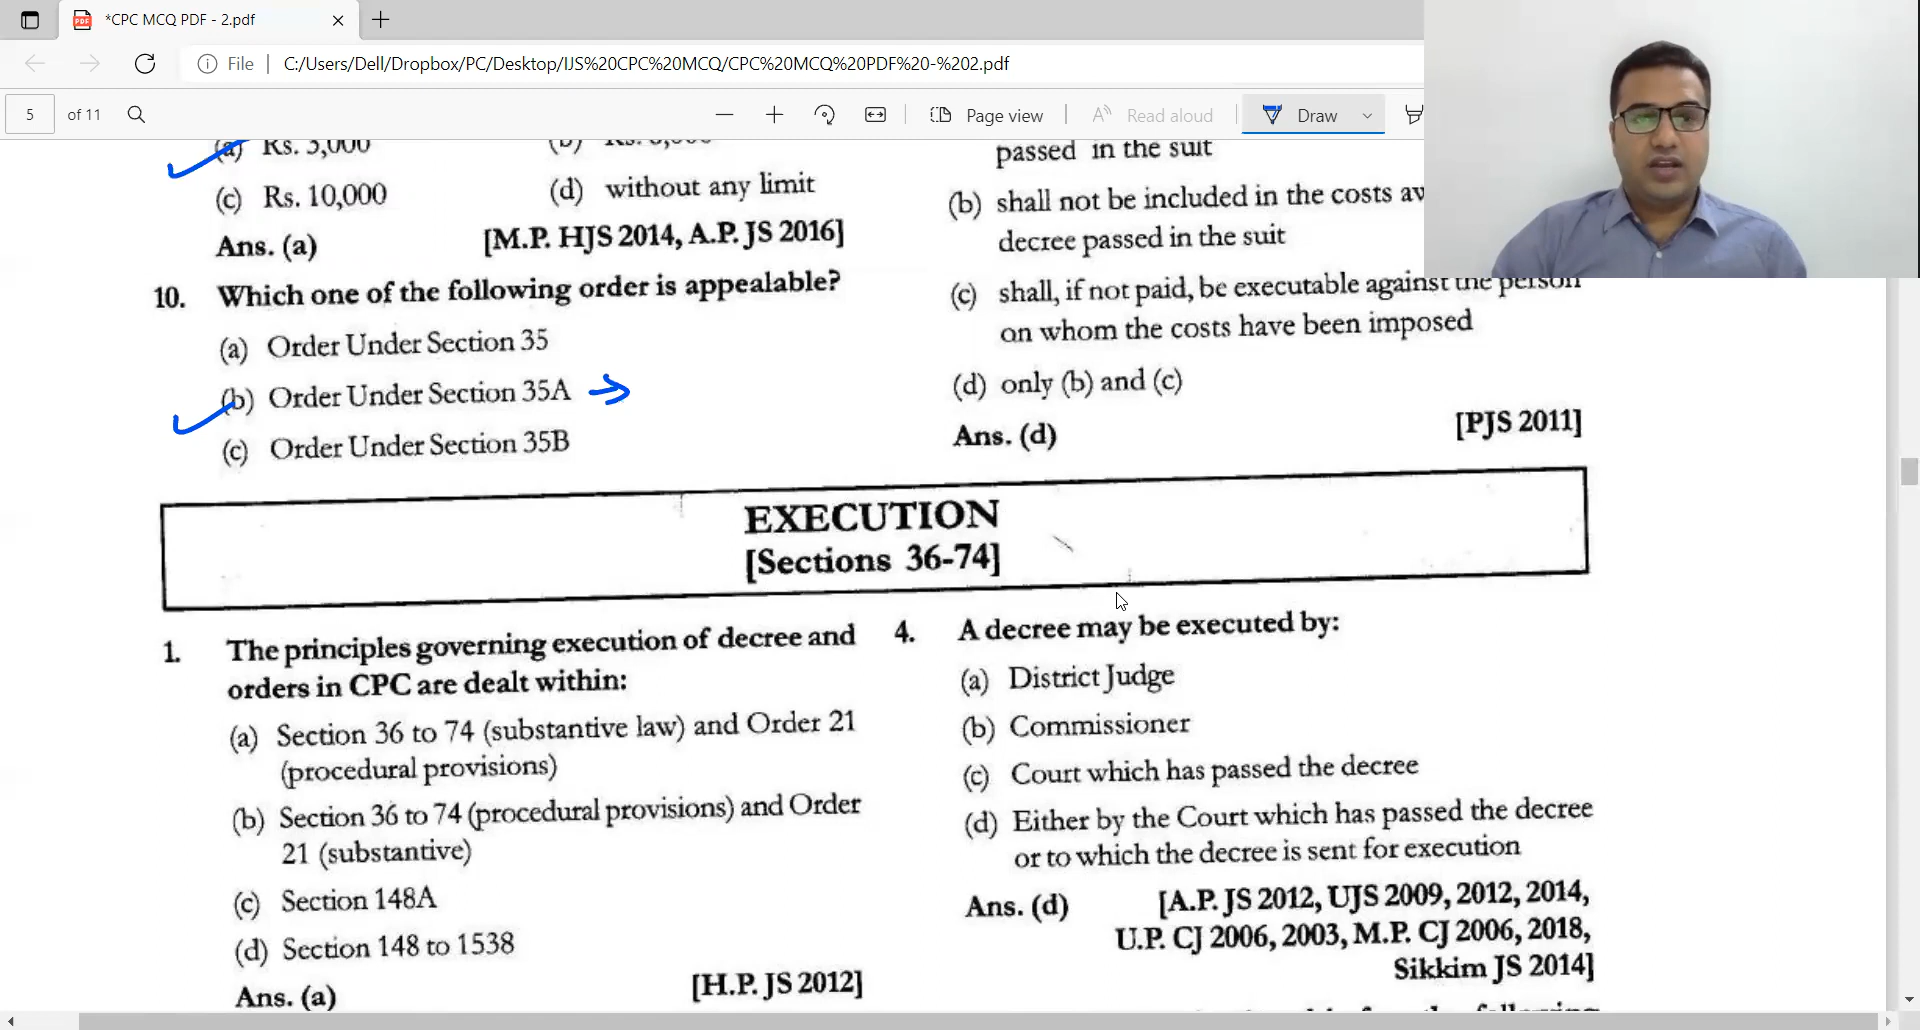 *CPC MCQ PDF - 2.pdf
File
C:/Users/Dell/Dropbox/PC/Desktop/IJS%20CPC%20MCQ/CPC%20MCQ%20PDF%20-%202.pdf
5 of 11
Page view
Read aloud
Draw
(a) Rs. 3,000
(b) Rs.
(c) Rs. 10,000
(d) without any limit
Ans. (a) [M.P. HJS 2014, A.P. JS 2016]
10. Which one of the following order is appealable?
(a) Order Under Section 35
(b) Order Under Section 35A
(c) Order Under Section 35B
passed in the suit
(b) shall not be included in the costs
decree passed in the suit
(c) shall, if not paid, be executable against the person
on whom the costs have been imposed
(d) only (b) and (c)
Ans. (d) [PJS 2011]
EXECUTION
[Sections 36-74]
1. The principles governing execution of decree and
orders in CPC are dealt within:
(a) Section 36 to 74 (substantive law) and Order 21
(procedural provisions)
(b) Section 36 to 74 (procedural provisions) and Order
21 (substantive)
(c) Section 148A
(d) Section 148 to 1538
Ans. (a) [H.P. JS 2012]
4. A decree may be executed by:
(a) District Judge
(b) Commissioner
(c) Court which has passed the decree
(d) Either by the Court which has passed the decree
or to which the decree is sent for execution
Ans. (d) [A.P. JS 2012, UJS 2009, 2012, 2014,
U.P. CJ 2006, 2003, M.P. CJ 2006, 2018,
Sikkim JS 2014]